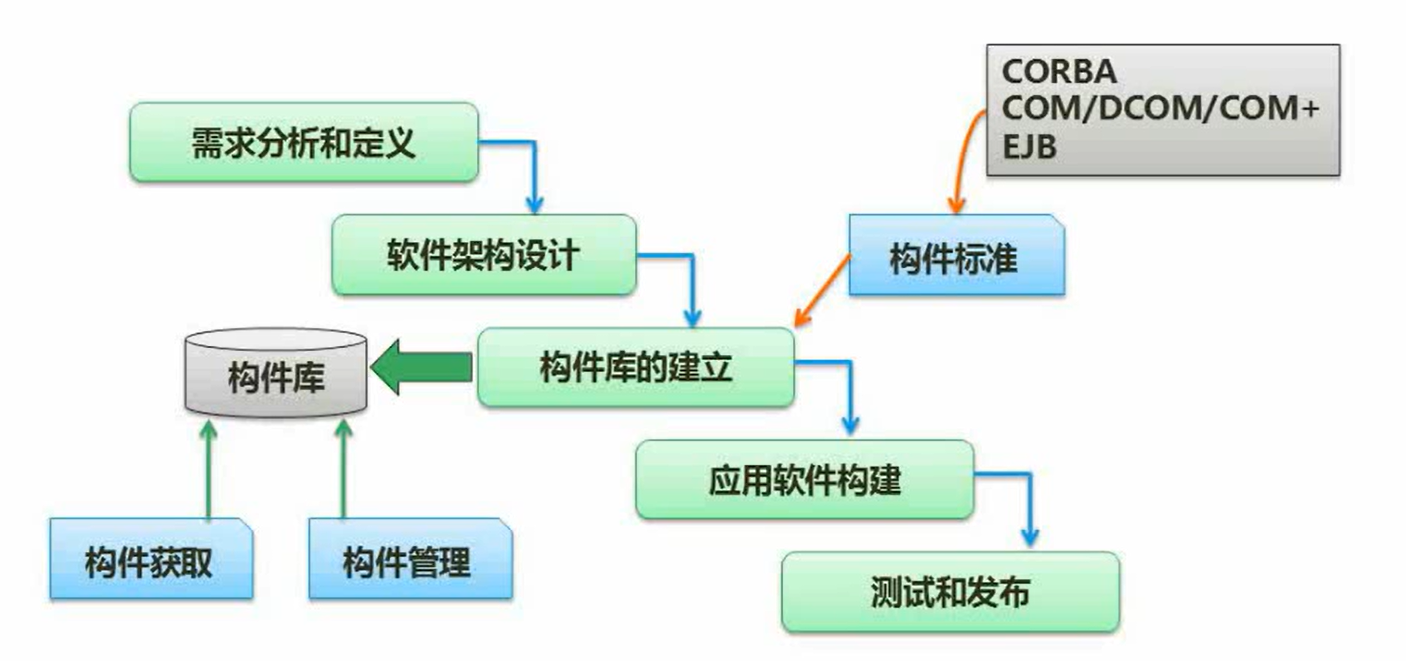 CORBA
COM/DCOM/COM+
EJB
需求分析和定义
软件架构设计
构件标准
构件库的建立
构件库
应用软件构建
构件获取
构件管理
测试和发布